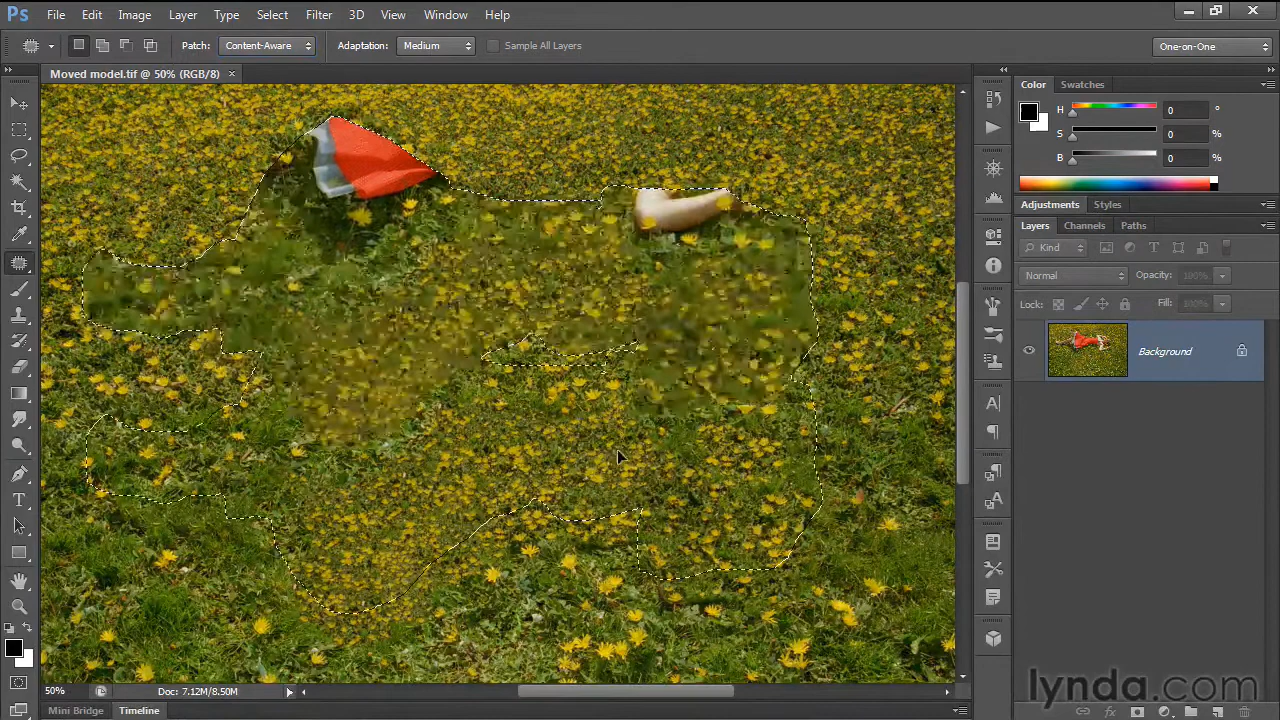 Ps File Edit Image Layer Type Select Filter 3D View Window Help
Patch: Content-Aware Adaptation: Medium Sample All Layers One-on-One
Moved model.tif @ 50% (RGB/8) ×
Color Swatches
H 0 °
S 0 %
B 0 %
Adjustments Styles
Layers Channels Paths
Kind
Normal Opacity: 100%
Lock: Fill: 100%
Background
50% Doc: 7.12M/8.50M
Mini Bridge Timeline
lynda.com